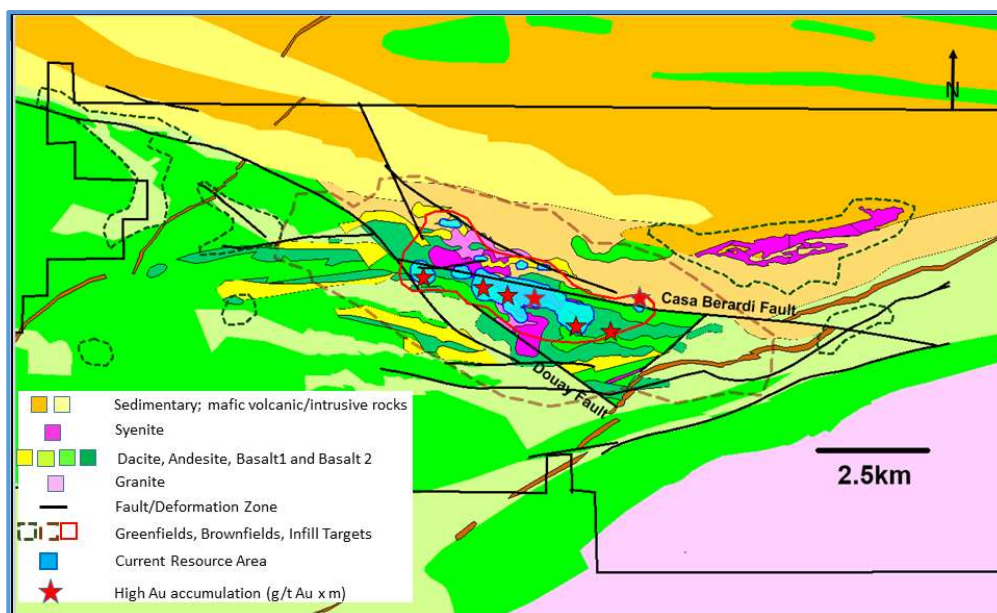 N
Casa Berardi Fault
Douay Fault
2.5km
Sedimentary; mafic volcanic/intrusive rocks
Syenite
Dacite, Andesite, Basalt1 and Basalt 2
Granite
Fault/Deformation Zone
Greenfields, Brownfields, Infill Targets
Current Resource Area
High Au accumulation (g/t Au x m)